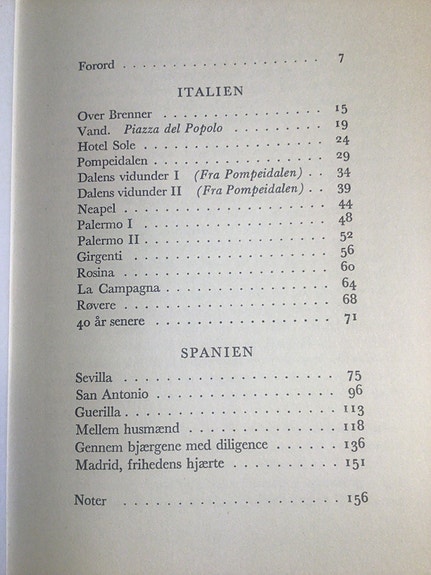 Forord . . . . . . . . . . . . . . . . . . . . 7
ITALIEN
Over Brenner . . . . . . . . . . . . . . . . 15
Vand. Piazza del Popolo . . . . . . . . . . 19
Hotel Sole . . . . . . . . . . . . . . . . . 24
Pompeidalen . . . . . . . . . . . . . . . . 29
Dalens vidunder I (Fra Pompeidalen) . . 34
Dalens vidunder II (Fra Pompeidalen) . . 39
Neapel . . . . . . . . . . . . . . . . . . . 44
Palermo I . . . . . . . . . . . . . . . . . 48
Palermo II . . . . . . . . . . . . . . . . . 52
Girgenti . . . . . . . . . . . . . . . . . . 56
Rosina . . . . . . . . . . . . . . . . . . . 60
La Campagna . . . . . . . . . . . . . . . . 64
Røvere . . . . . . . . . . . . . . . . . . . 68
40 år senere . . . . . . . . . . . . . . . . 71
SPANIEN
Sevilla . . . . . . . . . . . . . . . . . . . 75
San Antonio . . . . . . . . . . . . . . . . 96
Guerilla . . . . . . . . . . . . . . . . . . 113
Mellem husmænd . . . . . . . . . . . . . 118
Gennem bjærgene med diligence . . . . . . 136
Madrid, frihedens hjærte . . . . . . . . . 151
Noter . . . . . . . . . . . . . . . . . . . 156